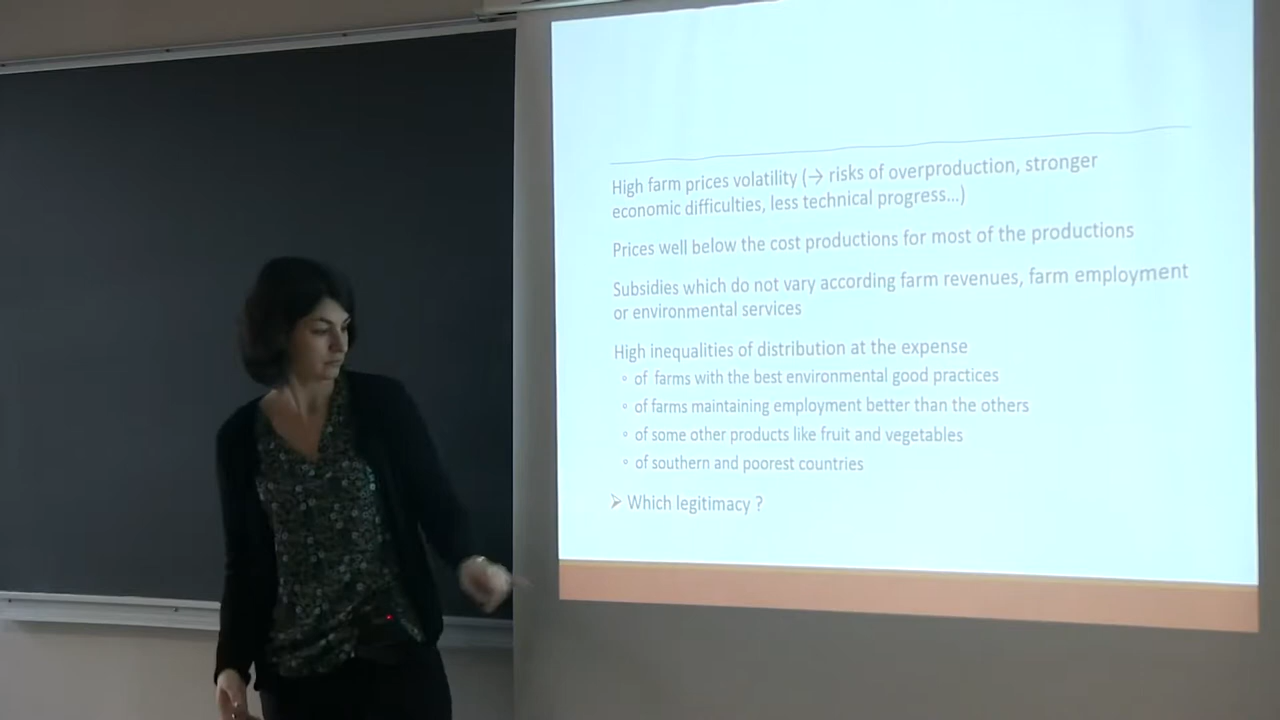 High farm prices volatility (→ risks of overproduction, stronger
economic difficulties, less technical progress...)
Prices well below the cost productions for most of the productions
Subsidies which do not vary according farm revenues, farm employment
or environmental services
High inequalities of distribution at the expense
◦ of farms with the best environmental good practices
◦ of farms maintaining employment better than the others
◦ of some other products like fruit and vegetables
◦ of southern and poorest countries
➢ Which legitimacy ?